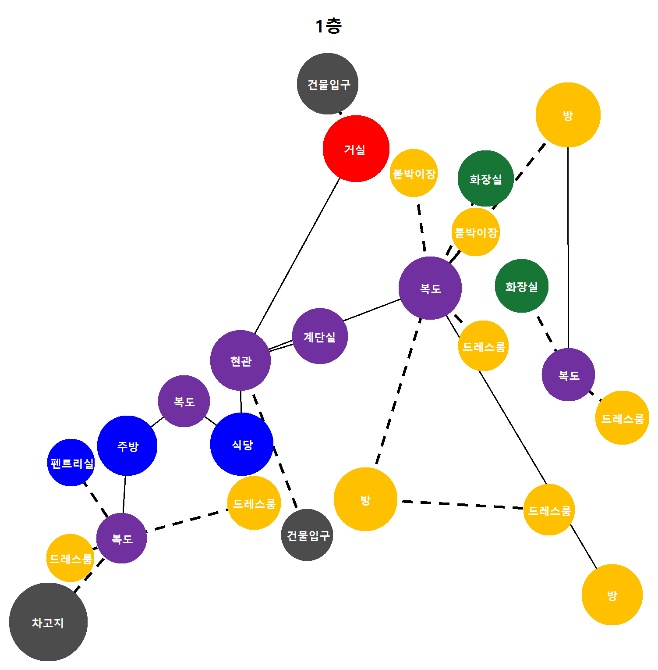 1층
건물입구
방
거실
붙박이장
화장실
붙박이장
복도
화장실
계단실
드레스룸
현관
복도
복도
드레스룸
주방
식당
펜트리실
드레스룸
방
드레스룸
복도
건물입구
드레스룸
방
차고지